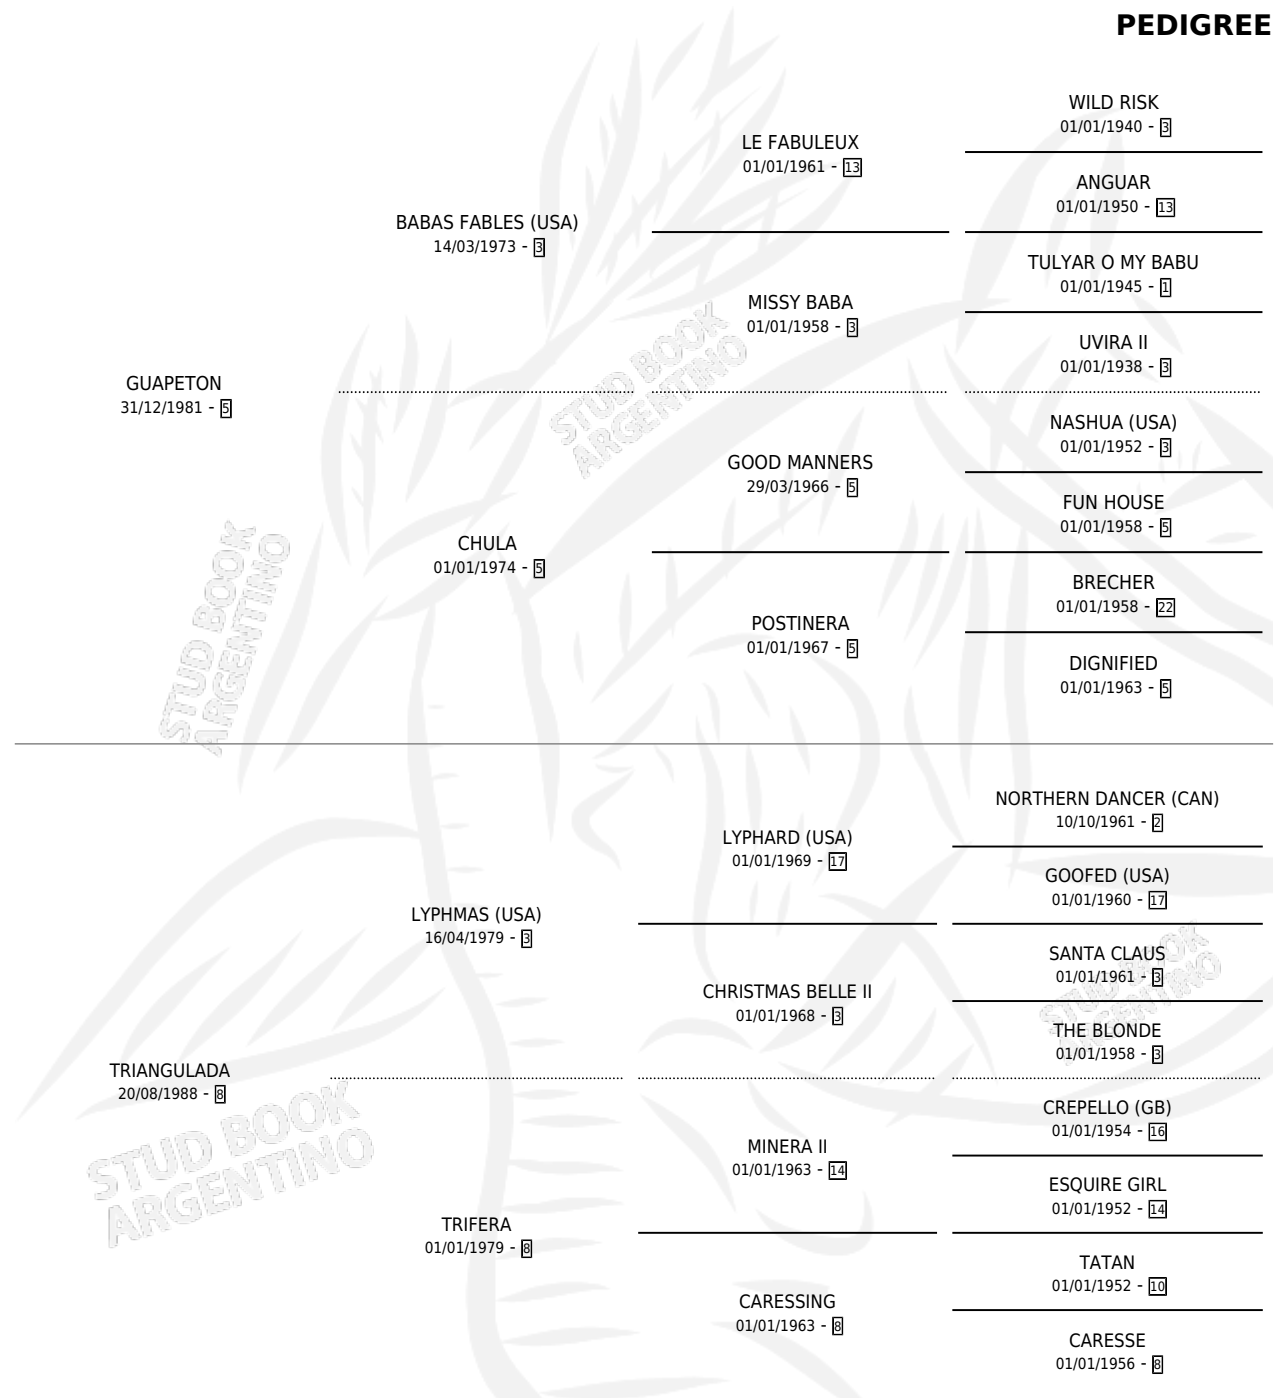 PEDIGREE
WILD RISK
01/01/1940 - 3
LE FABULEUX
01/01/1961 - 13
ANGUAR
01/01/1950 - 13
BABAS FABLES (USA)
14/03/1973 - 3
TULYAR O MY BABU
01/01/1945 - 1
MISSY BABA
01/01/1958 - 3
UVIRA II
01/01/1938 - 3
GUAPETON
31/12/1981 - 5
NASHUA (USA)
01/01/1952 - 3
GOOD MANNERS
29/03/1966 - 5
FUN HOUSE
01/01/1958 - 5
CHULA
01/01/1974 - 5
BRECHER
01/01/1958 - 22
POSTINERA
01/01/1967 - 5
DIGNIFIED
01/01/1963 - 5
NORTHERN DANCER (CAN)
10/10/1961 - 2
LYPHARD (USA)
01/01/1969 - 17
GOOFED (USA)
01/01/1960 - 17
LYPHMAS (USA)
16/04/1979 - 3
SANTA CLAUS
01/01/1961 - 3
CHRISTMAS BELLE II
01/01/1968 - 3
THE BLONDE
01/01/1958 - 3
TRIANGULADA
20/08/1988 - 8
CREPELLO (GB)
01/01/1954 - 16
MINERA II
01/01/1963 - 14
ESQUIRE GIRL
01/01/1952 - 14
TRIFERA
01/01/1979 - 8
TATAN
01/01/1952 - 10
CARESSING
01/01/1963 - 8
CARESSE
01/01/1956 - 8
STUD BOOK
ARGENTINO
STUD BOOK
ARGENTINO
STUD BOOK
ARGENTINO
STUD BOOK
ARGENTINO